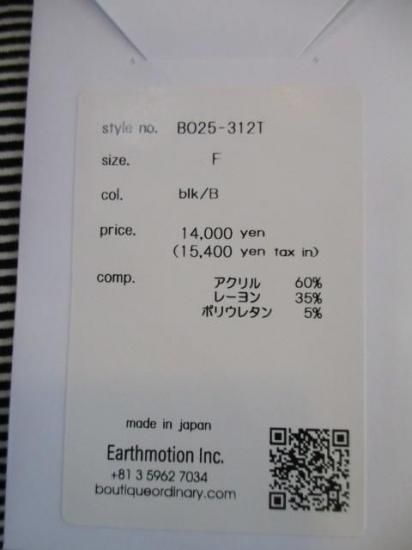 style no. BO25-312T
size. F
col. blk/B
price. 14,000 yen
(15,400 yen tax in)
comp. アクリル 60%
レーヨン 35%
ポリウレタン 5%
made in japan
Earthmotion Inc.
+81 3 5962 7034
boutiqueordinary.com